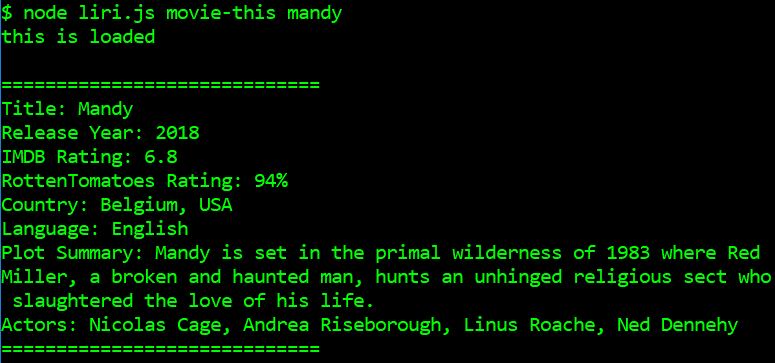 $ node liri.js movie-this mandy
this is loaded
=============================
Title: Mandy
Release Year: 2018
IMDB Rating: 6.8
RottenTomatoes Rating: 94%
Country: Belgium, USA
Language: English
Plot Summary: Mandy is set in the primal wilderness of 1983 where Red
Miller, a broken and haunted man, hunts an unhinged religious sect who
slaughtered the love of his life.
Actors: Nicolas Cage, Andrea Riseborough, Linus Roache, Ned Dennehy
=============================